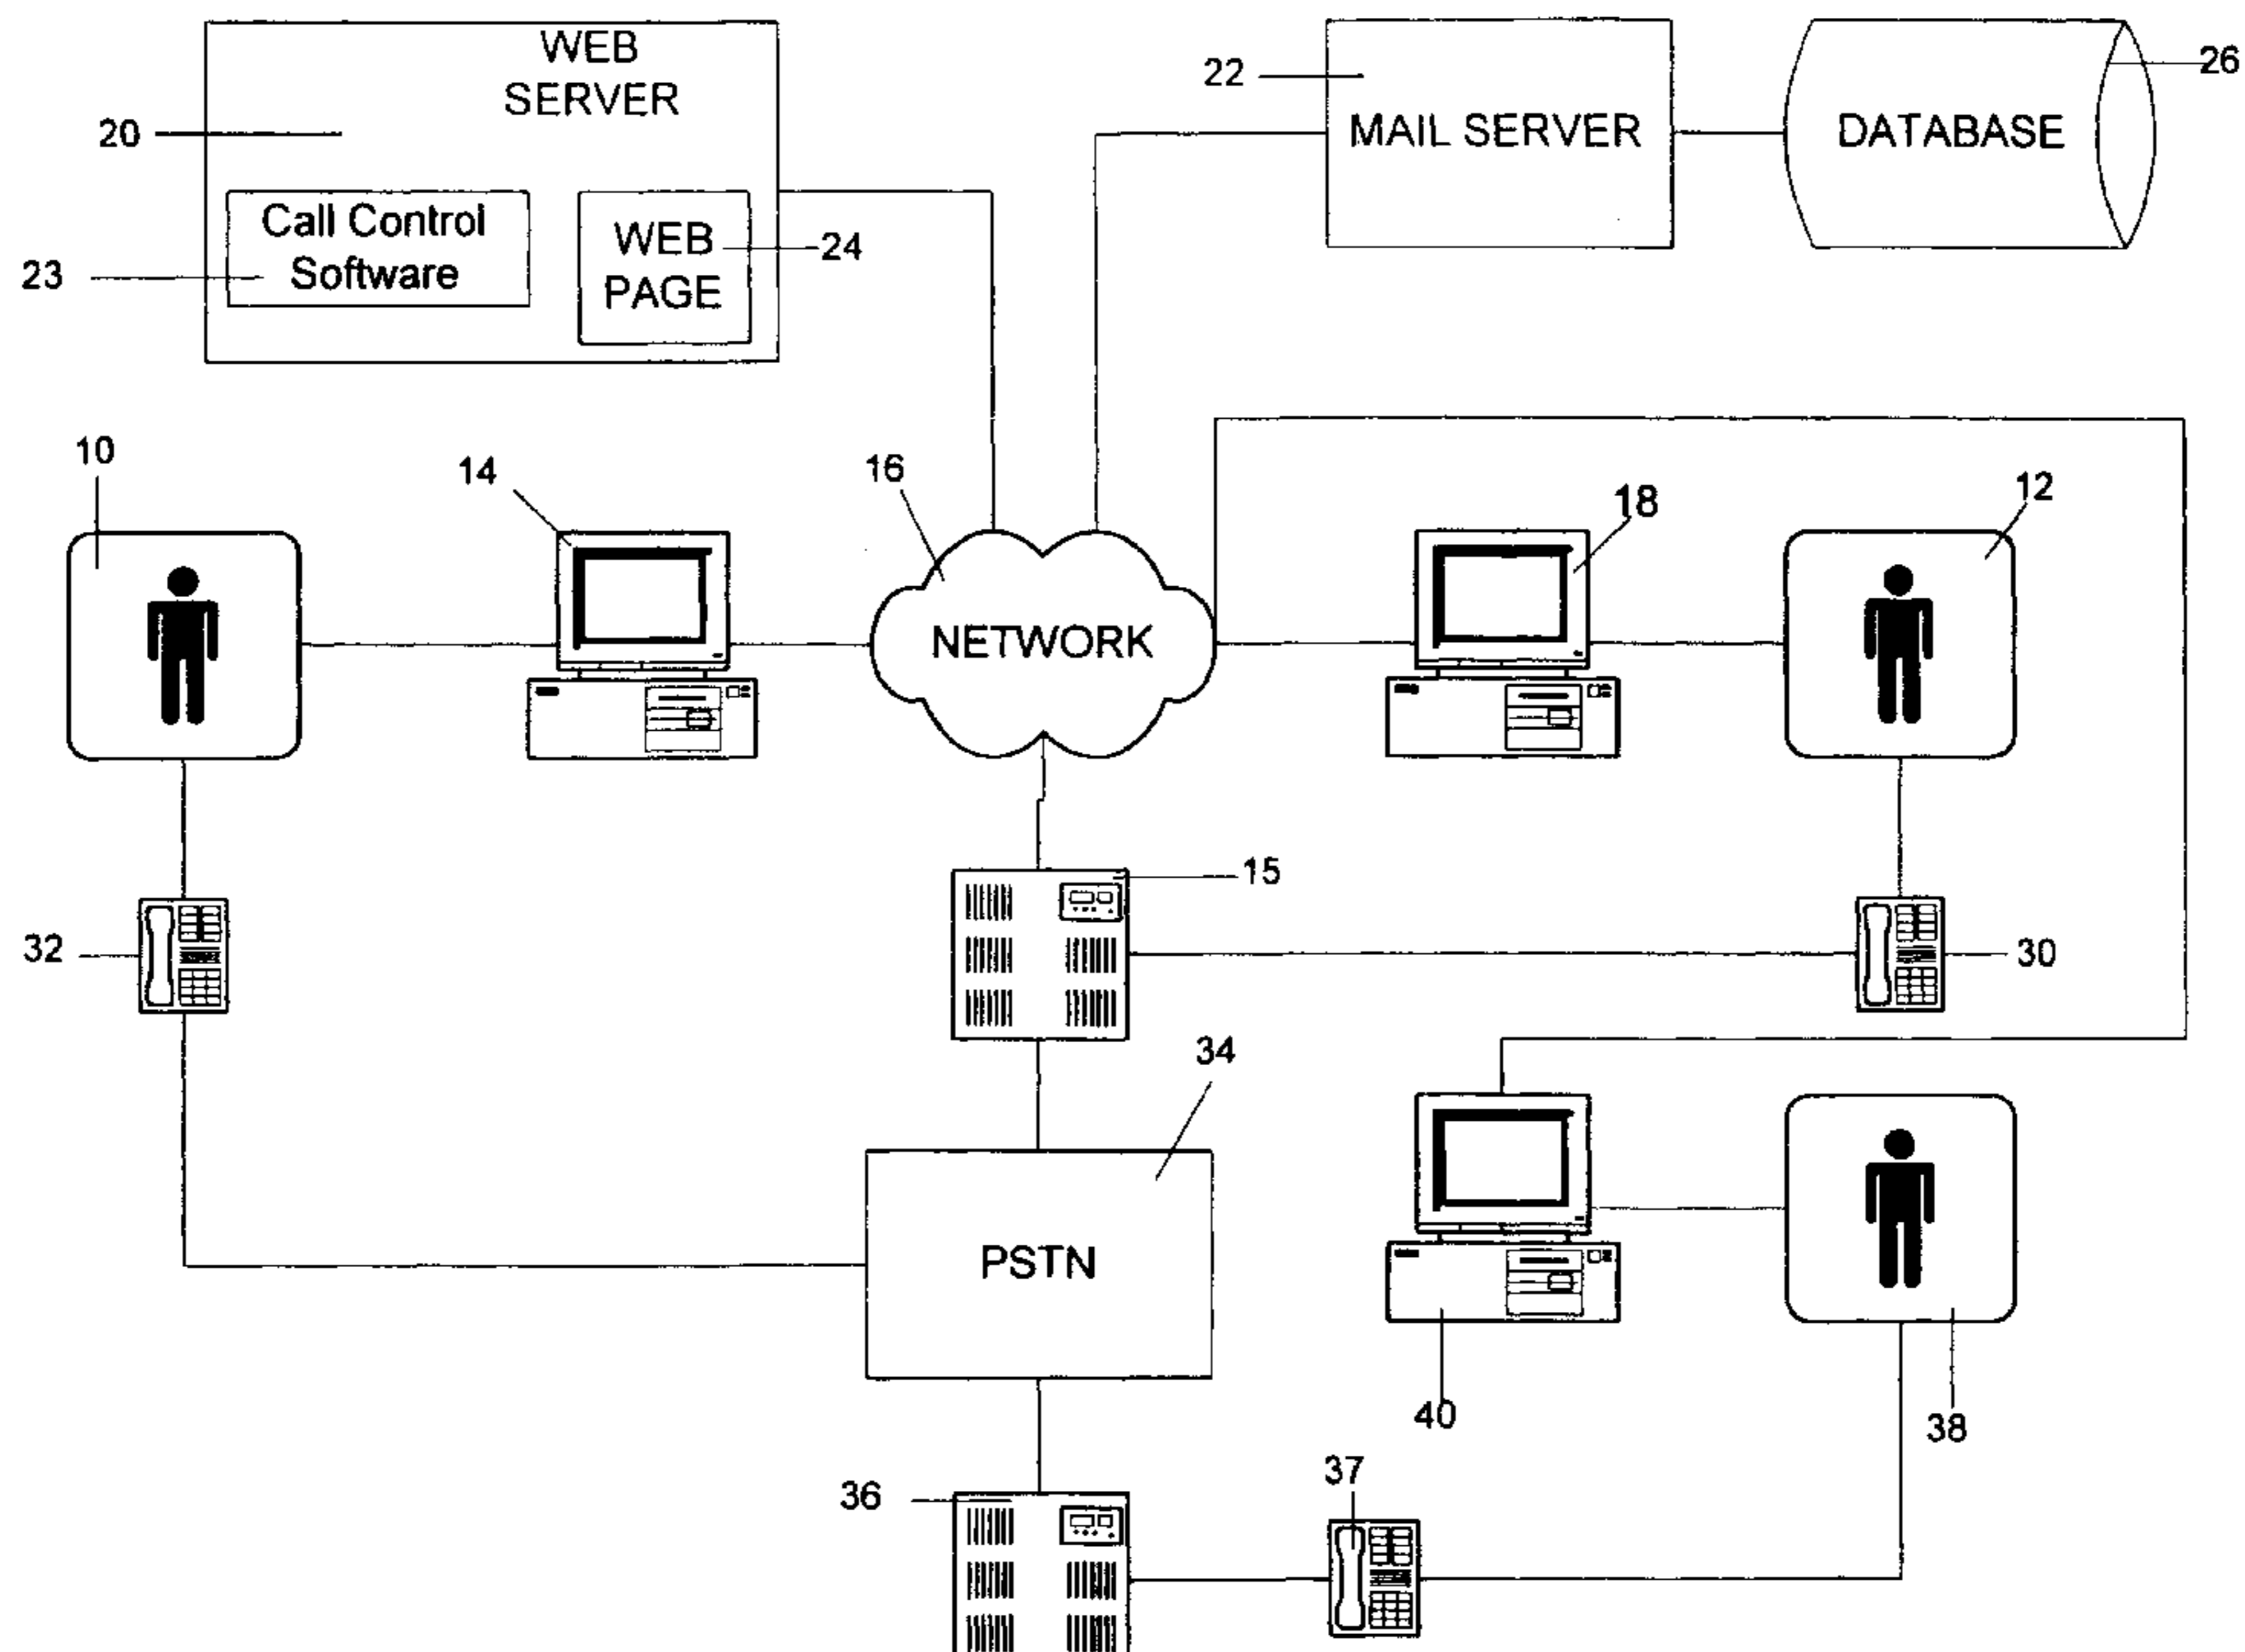 WEB
SERVER
22
26
20
MAIL SERVER
DATABASE
Call Control
Software
23
WEB
PAGE
24
10
14
16
18
12
NETWORK
15
32
30
34
PSTN
40
38
37
36